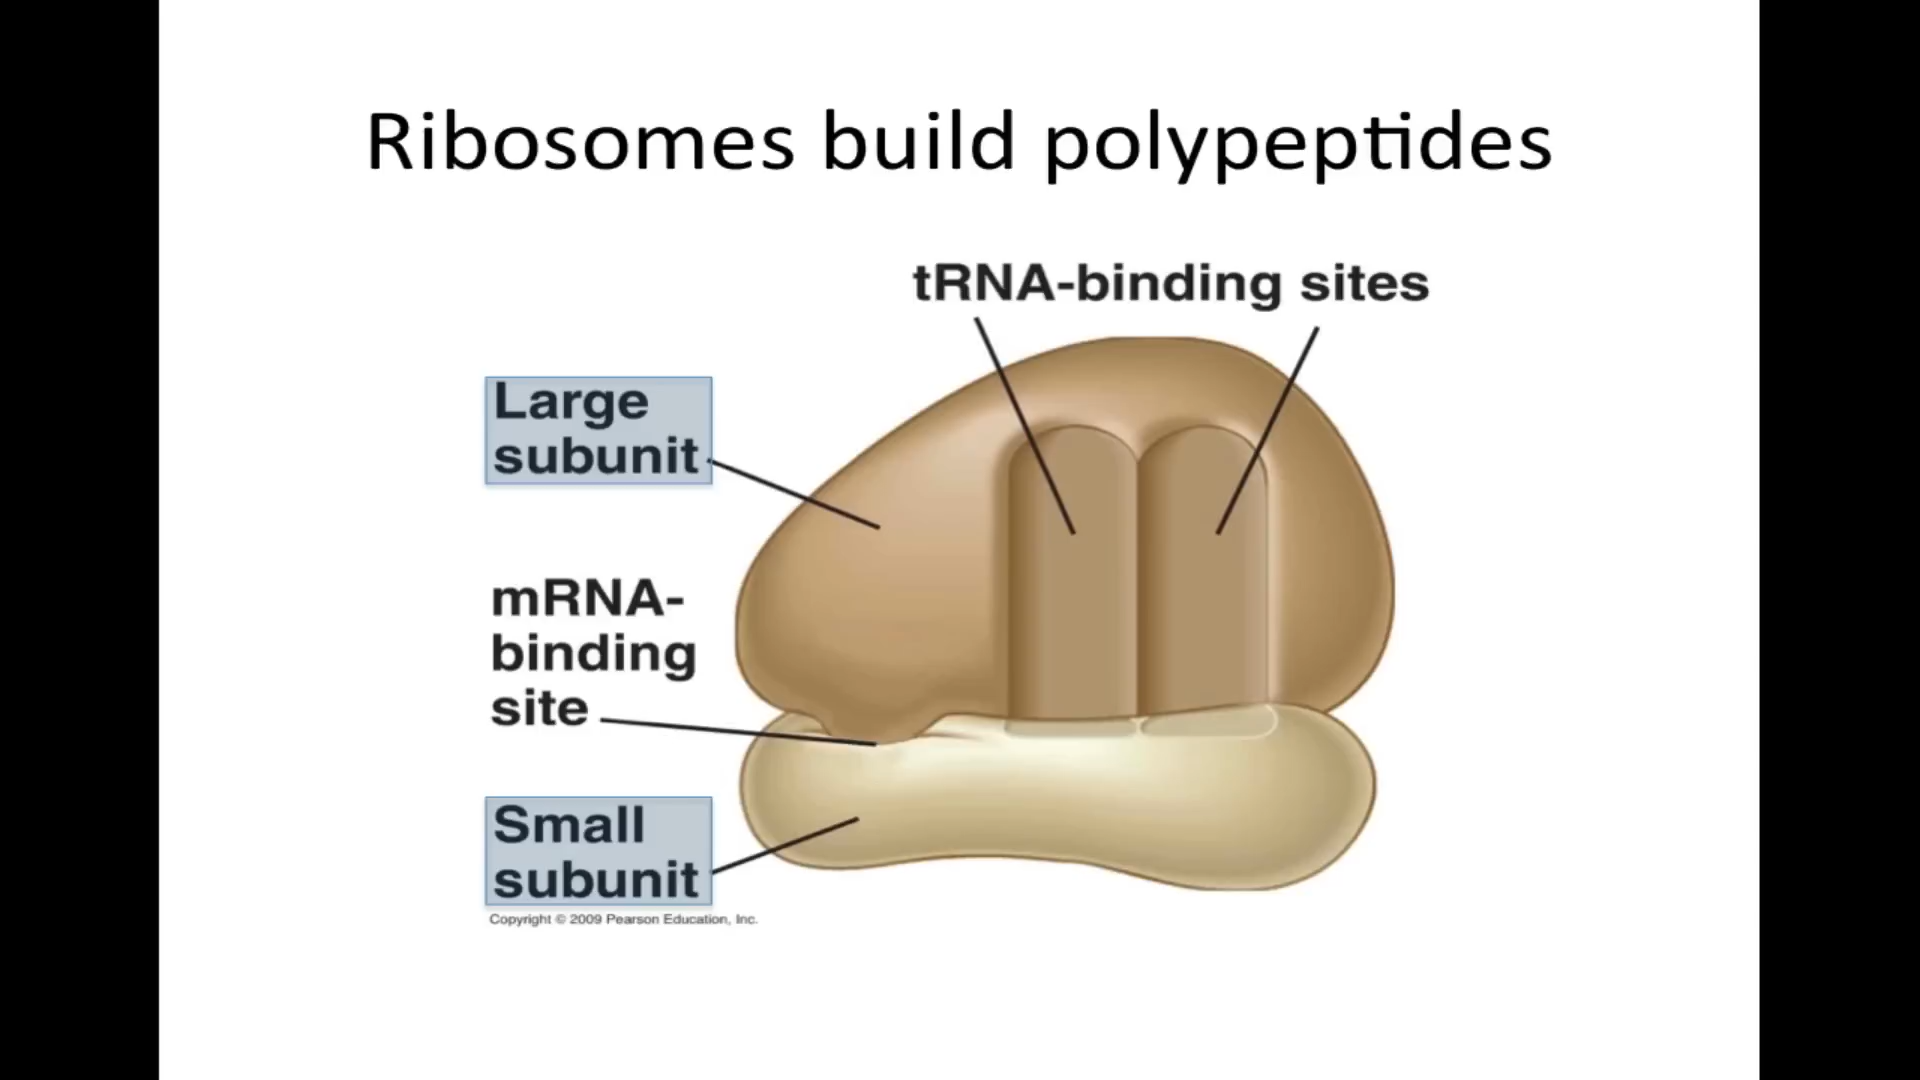 Ribosomes build polypeptides
tRNA-binding sites
Large
subunit
mRNA-
binding
site
Small
subunit
Copyright © 2009 Pearson Education, Inc.